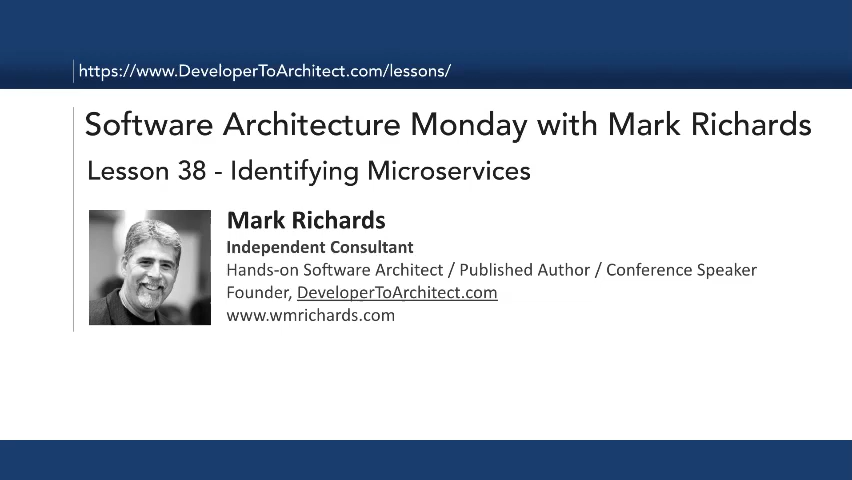 https://www.DeveloperToArchitect.com/lessons/
Software Architecture Monday with Mark Richards
Lesson 38 - Identifying Microservices
Mark Richards
Independent Consultant
Hands-on Software Architect / Published Author / Conference Speaker
Founder, DeveloperToArchitect.com
www.wmrichards.com